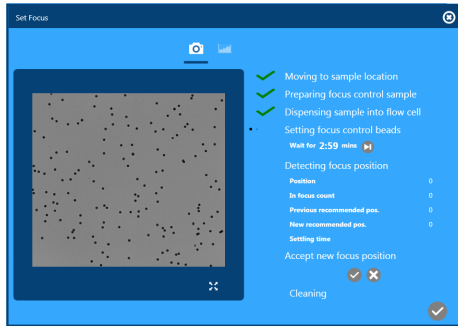 Set Focus
Moving to sample location
Preparing focus control sample
Dispensing sample into flow cell
Setting focus control beads
Wait for 2:59 mins
Detecting focus position
Position 0
In focus count 0
Previous recommended pos. 0
New recommended pos. 0
Settling time
Accept new focus position
Cleaning